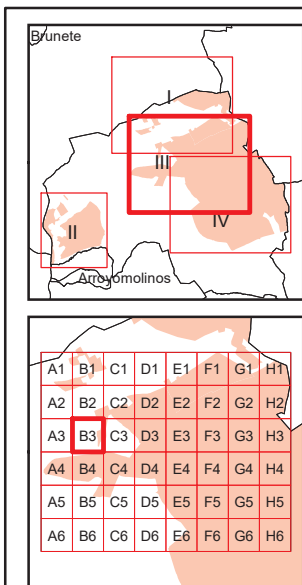 Brunete
I
III
II
IV
Arroyomolinos
A1 B1 C1 D1 E1 F1 G1 H1
A2 B2 C2 D2 E2 F2 G2 H2
A3 B3 C3 D3 E3 F3 G3 H3
A4 B4 C4 D4 E4 F4 G4 H4
A5 B5 C5 D5 E5 F5 G5 H5
A6 B6 C6 D6 E6 F6 G6 H6